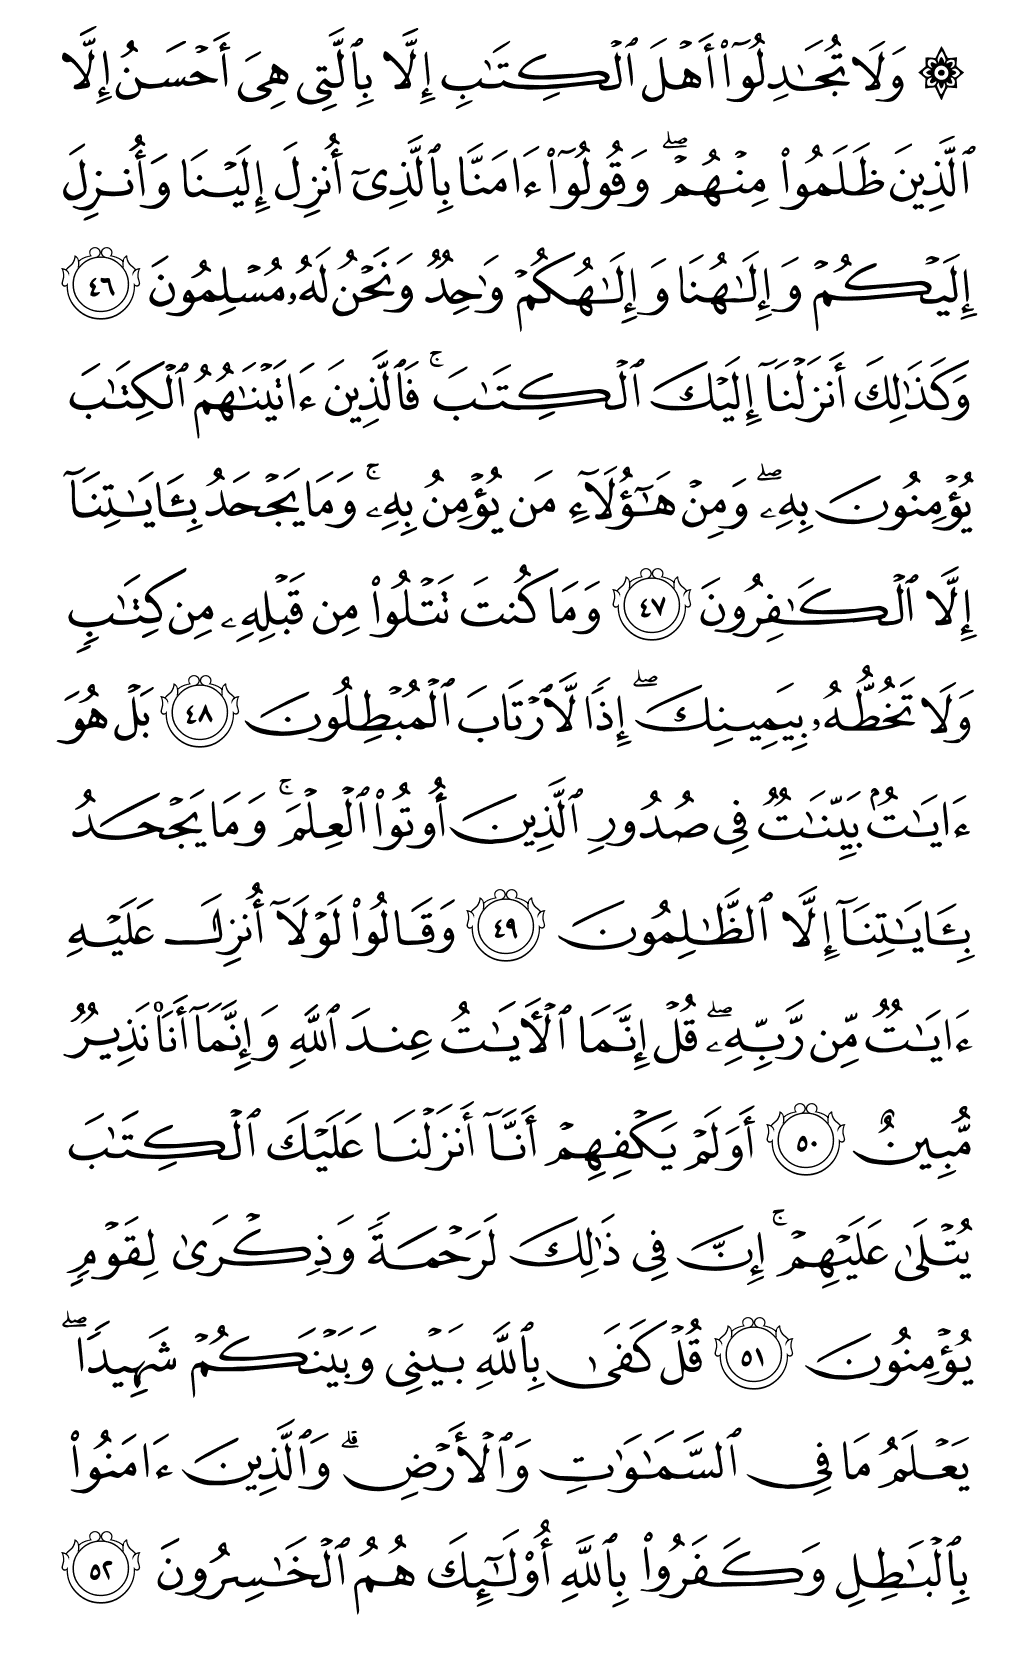 ۞ وَلَا تُجَـٰدِلُوٓا۟ أَهْلَ ٱلْكِتَـٰبِ إِلَّا بِٱلَّتِى هِىَ أَحْسَنُ إِلَّا
ٱلَّذِينَ ظَلَمُوا۟ مِنْهُمْ ۖ وَقُولُوٓا۟ ءَامَنَّا بِٱلَّذِىٓ أُنزِلَ إِلَيْنَا وَأُنزِلَ
إِلَيْكُمْ وَإِلَـٰهُنَا وَإِلَـٰهُكُمْ وَٰحِدٌ وَنَحْنُ لَهُۥ مُسْلِمُونَ ٤٦
وَكَذَٰلِكَ أَنزَلْنَآ إِلَيْكَ ٱلْكِتَـٰبَ ۚ فَٱلَّذِينَ ءَاتَيْنَـٰهُمُ ٱلْكِتَـٰبَ
يُؤْمِنُونَ بِهِۦ ۖ وَمِنْ هَـٰٓؤُلَآءِ مَن يُؤْمِنُ بِهِۦ ۚ وَمَا يَجْحَدُ بِـَٔايَـٰتِنَآ
إِلَّا ٱلْكَـٰفِرُونَ ٤٧ وَمَا كُنتَ تَتْلُوا۟ مِن قَبْلِهِۦ مِن كِتَـٰبٍ
وَلَا تَخُطُّهُۥ بِيَمِينِكَ ۖ إِذًا لَّٱرْتَابَ ٱلْمُبْطِلُونَ ٤٨ بَلْ هُوَ
ءَايَـٰتٌۢ بَيِّنَـٰتٌ فِى صُدُورِ ٱلَّذِينَ أُوتُوا۟ ٱلْعِلْمَ ۚ وَمَا يَجْحَدُ
بِـَٔايَـٰتِنَآ إِلَّا ٱلظَّـٰلِمُونَ ٤٩ وَقَالُوا۟ لَوْلَآ أُنزِلَ عَلَيْهِ
ءَايَـٰتٌ مِّن رَّبِّهِۦ ۖ قُلْ إِنَّمَا ٱلْـَٔايَـٰتُ عِندَ ٱللَّهِ وَإِنَّمَآ أَنَا۠ نَذِيرٌ
مُّبِينٌ ٥٠ أَوَلَمْ يَكْفِهِمْ أَنَّآ أَنزَلْنَا عَلَيْكَ ٱلْكِتَـٰبَ
يُتْلَىٰ عَلَيْهِمْ ۚ إِنَّ فِى ذَٰلِكَ لَرَحْمَةً وَذِكْرَىٰ لِقَوْمٍ
يُؤْمِنُونَ ٥١ قُلْ كَفَىٰ بِٱللَّهِ بَيْنِى وَبَيْنَكُمْ شَهِيدًا ۖ
يَعْلَمُ مَا فِى ٱلسَّمَـٰوَٰتِ وَٱلْأَرْضِ ۗ وَٱلَّذِينَ ءَامَنُوا۟
بِٱلْبَـٰطِلِ وَكَفَرُوا۟ بِٱللَّهِ أُو۟لَـٰٓئِكَ هُمُ ٱلْخَـٰسِرُونَ ٥٢